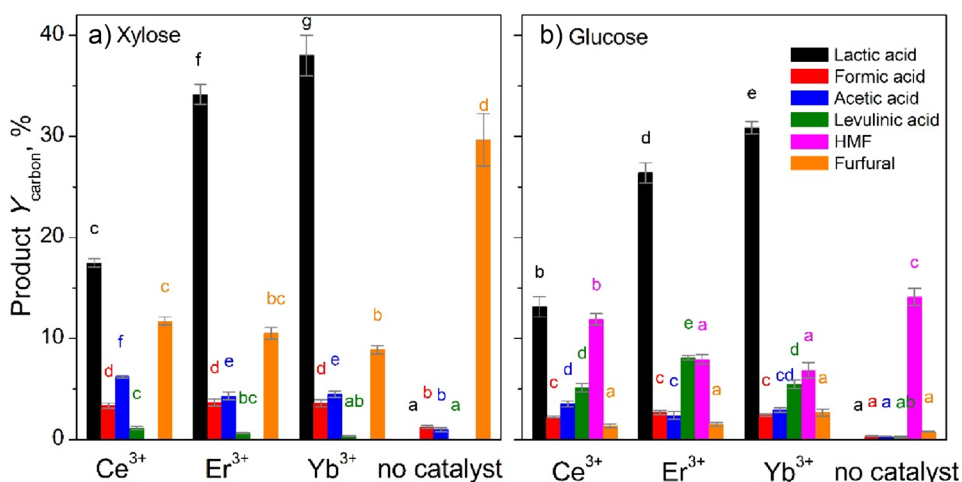 a) Xylose
b) Glucose
Product Y carbon, %
40
30
20
10
0
c
d
f
c
c
f
d
e
bc
bc
g
d
e
ab
b
a
b
b
a
d
b
c
d
d
b
a
d
c
c
e
a
a
e
c
cd
d
a
a
a
a
a
ab
c
a
Lactic acid
Formic acid
Acetic acid
Levulinic acid
HMF
Furfural
Ce³⁺
Er³⁺
Yb³⁺
no catalyst
Ce³⁺
Er³⁺
Yb³⁺
no catalyst